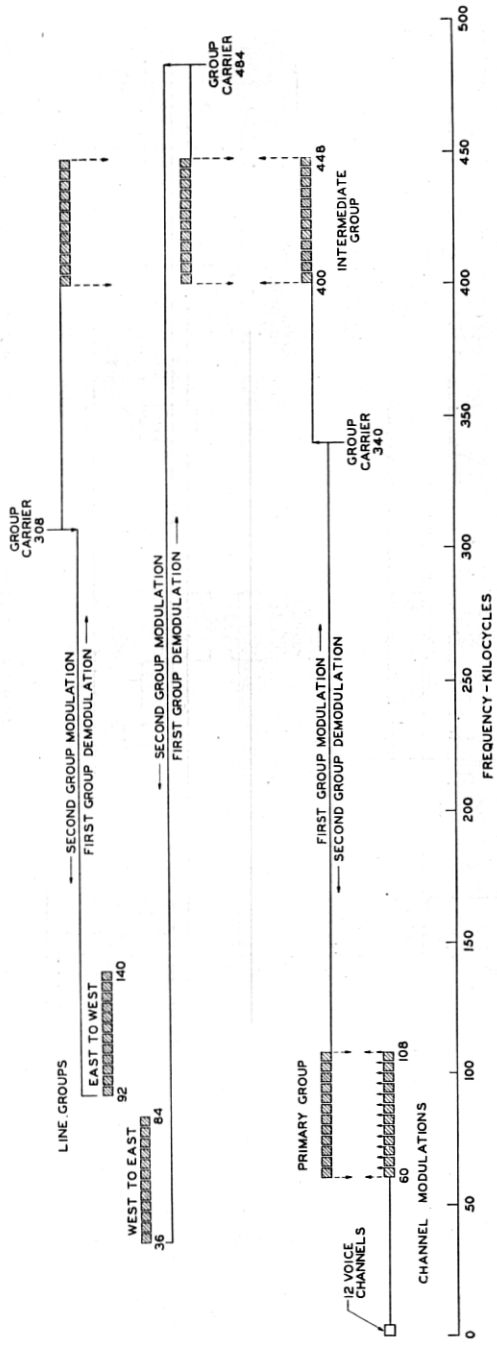 GROUP
CARRIER
308
GROUP
CARRIER
484
← SECOND GROUP MODULATION
FIRST GROUP DEMODULATION →
← SECOND GROUP MODULATION
FIRST GROUP DEMODULATION →
LINE GROUPS
EAST TO WEST
92
140
WEST TO EAST
36
84
400
448
INTERMEDIATE
GROUP
GROUP
CARRIER
340
FIRST GROUP MODULATION →
← SECOND GROUP DEMODULATION
PRIMARY GROUP
60
108
CHANNEL MODULATIONS
12 VOICE
CHANNELS
0 50 100 150 200 250 300 350 400 450 500
FREQUENCY - KILOCYCLES